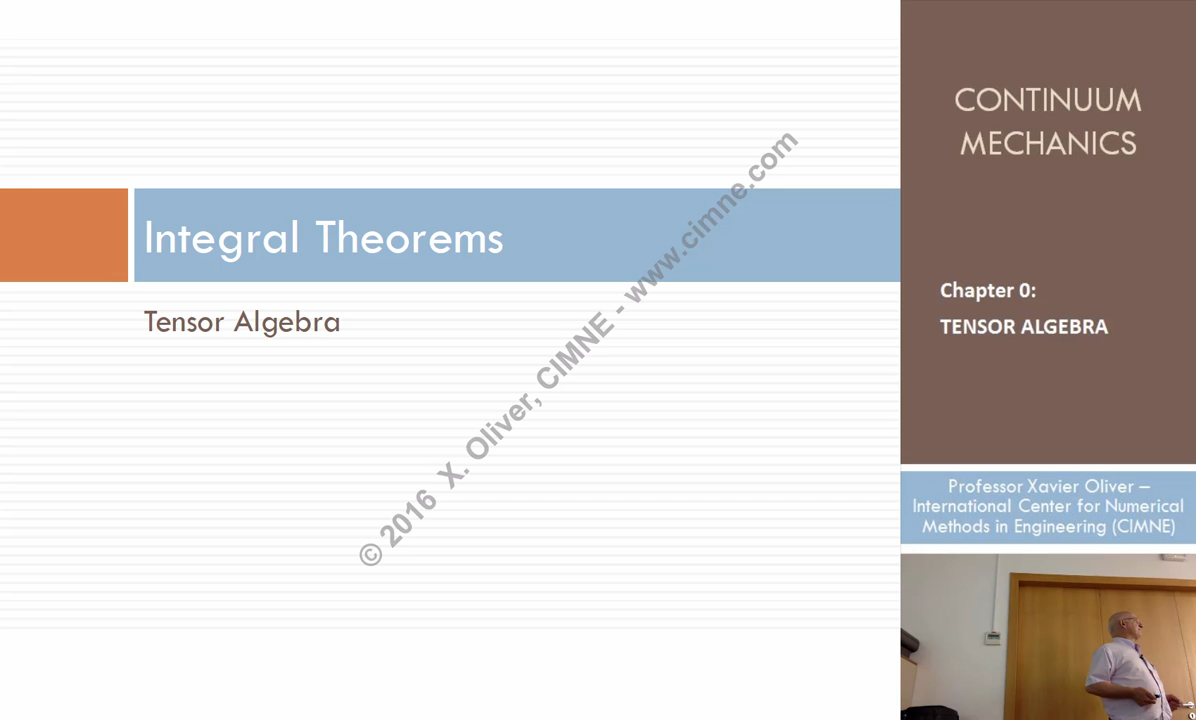 Integral Theorems
Tensor Algebra
© 2016 X. Oliver, CIMNE - www.cimne.com
CONTINUUM
MECHANICS
Chapter 0:
TENSOR ALGEBRA
Professor Xavier Oliver –
International Center for Numerical
Methods in Engineering (CIMNE)